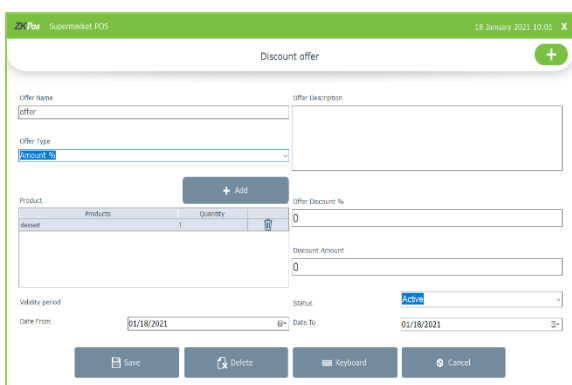 ZKPos Supermarket POS 18 January 2021 10:01 X
Discount offer
Offer Name
offer
Offer Description
Offer Type
Amount %
+ Add
Product
Products Quantity
dessert 1
Offer Discount %
0
Discount Amount
0
Validity period
Status Active
Date From 01/18/2021
Date To 01/18/2021
Save Delete Keyboard Cancel